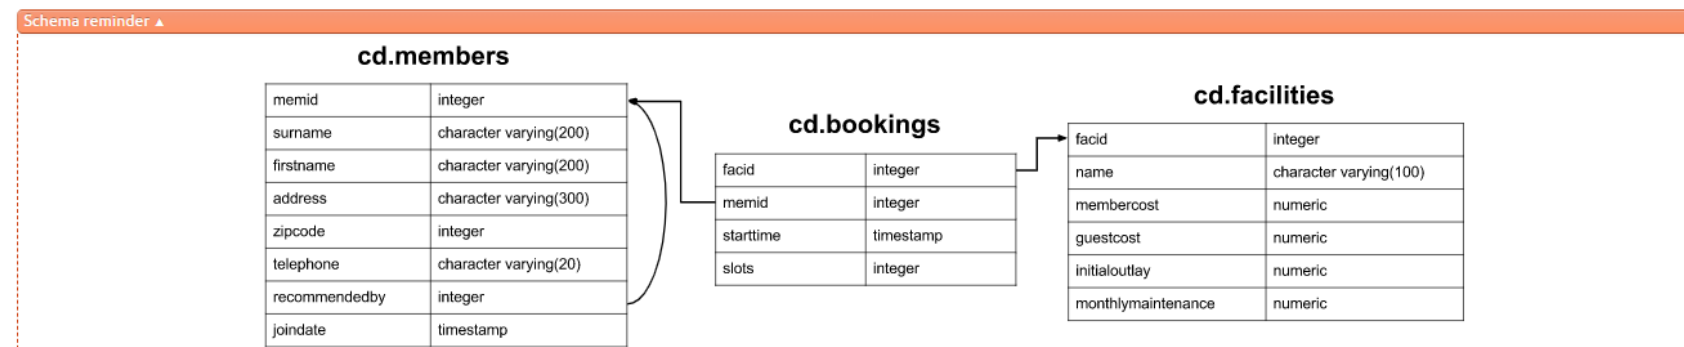 Schema reminder ▲
cd.members
memid integer
surname character varying(200)
firstname character varying(200)
address character varying(300)
zipcode integer
telephone character varying(20)
recommendedby integer
joindate timestamp
cd.bookings
facid integer
memid integer
starttime timestamp
slots integer
cd.facilities
facid integer
name character varying(100)
membercost numeric
guestcost numeric
initialoutlay numeric
monthlymaintenance numeric